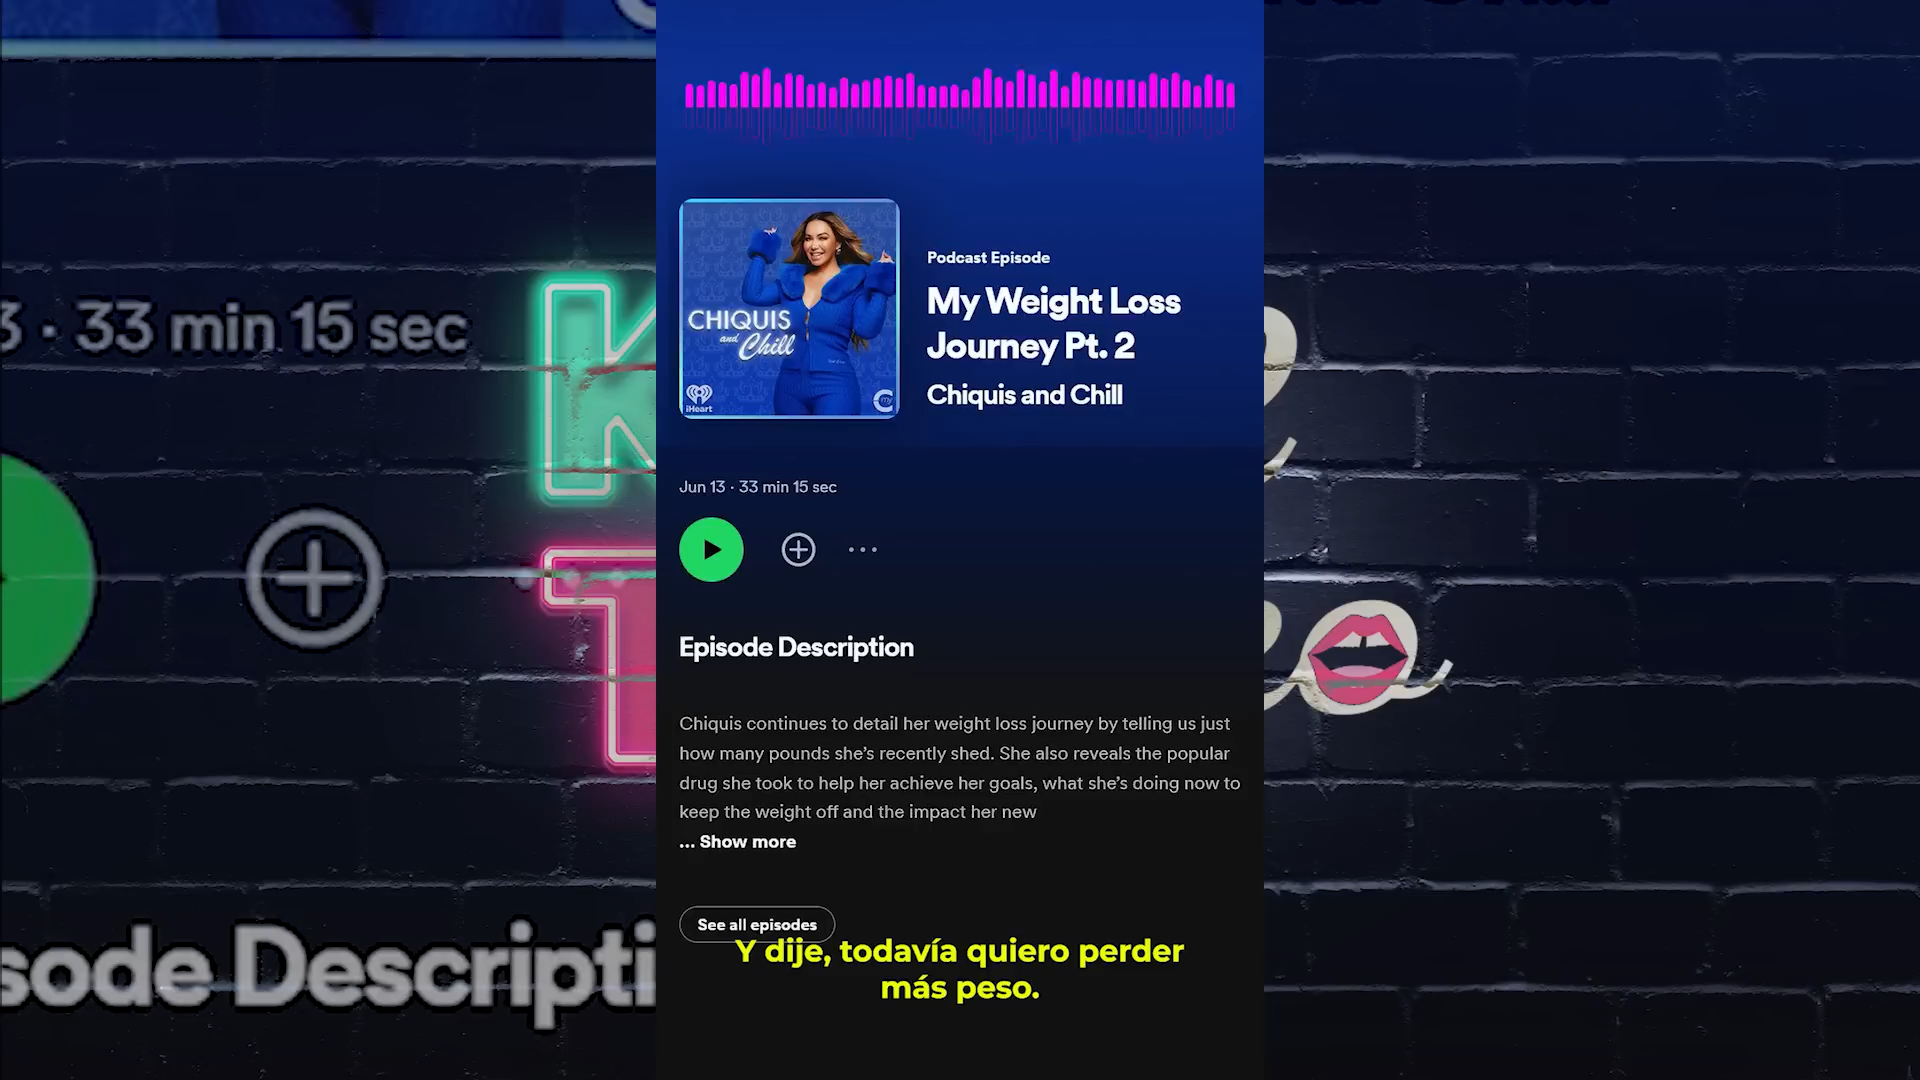 3 · 33 min 15 sec
K
T
sode Descripti
CHIQUIS
and
Chill
iHeart
my
Podcast Episode
My Weight Loss
Journey Pt. 2
Chiquis and Chill
Jun 13 · 33 min 15 sec
Episode Description
Chiquis continues to detail her weight loss journey by telling us just
how many pounds she's recently shed. She also reveals the popular
drug she took to help her achieve her goals, what she's doing now to
keep the weight off and the impact her new
... Show more
See all episodes
Y dije, todavía quiero perder
más peso.